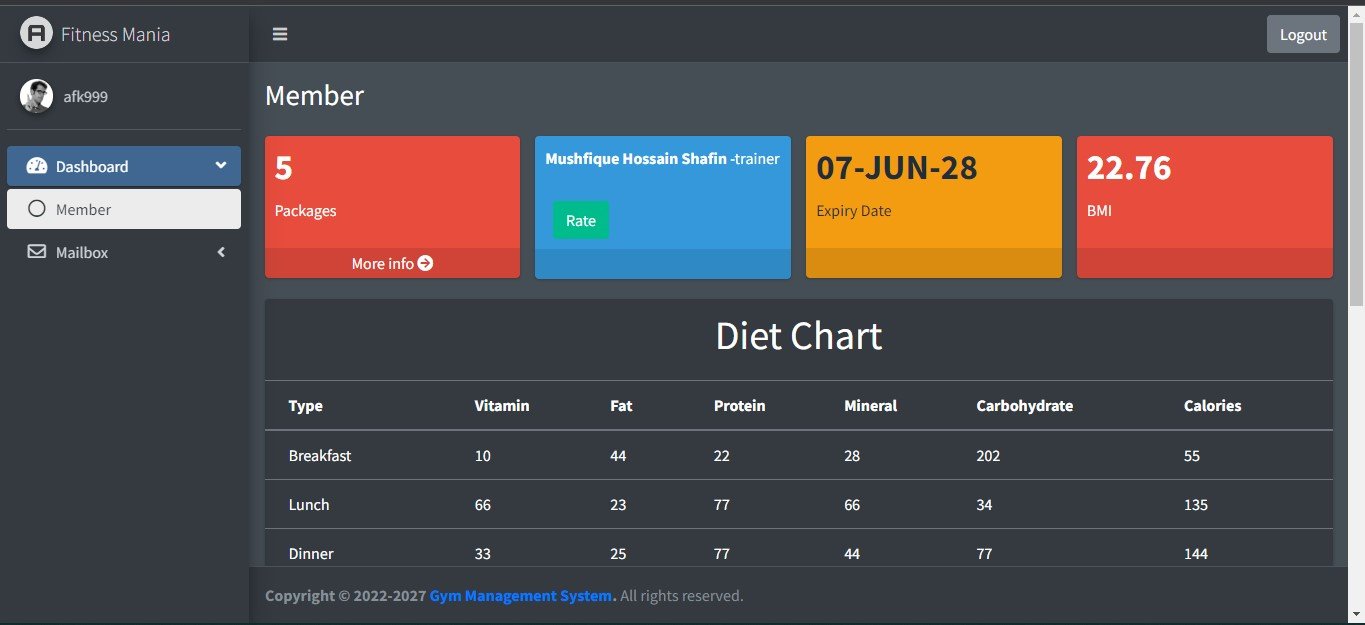 Fitness Mania
Logout
afk999
Dashboard
Member
Mailbox
Member
5
Packages
More info
Mushfique Hossain Shafin -trainer
Rate
07-JUN-28
Expiry Date
22.76
BMI
Diet Chart
Type Vitamin Fat Protein Mineral Carbohydrate Calories
Breakfast 10 44 22 28 202 55
Lunch 66 23 77 66 34 135
Dinner 33 25 77 44 77 144
Copyright © 2022-2027 Gym Management System. All rights reserved.